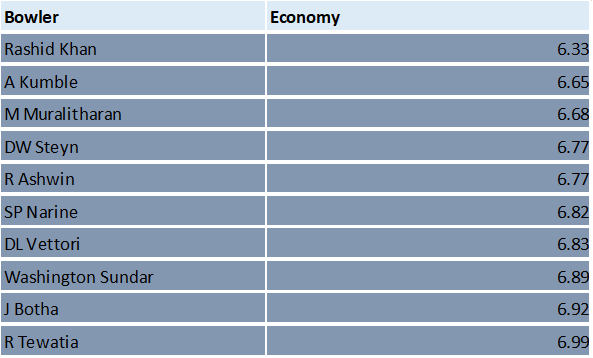 Bowler Economy
Rashid Khan 6.33
A Kumble 6.65
M Muralitharan 6.68
DW Steyn 6.77
R Ashwin 6.77
SP Narine 6.82
DL Vettori 6.83
Washington Sundar 6.89
J Botha 6.92
R Tewatia 6.99